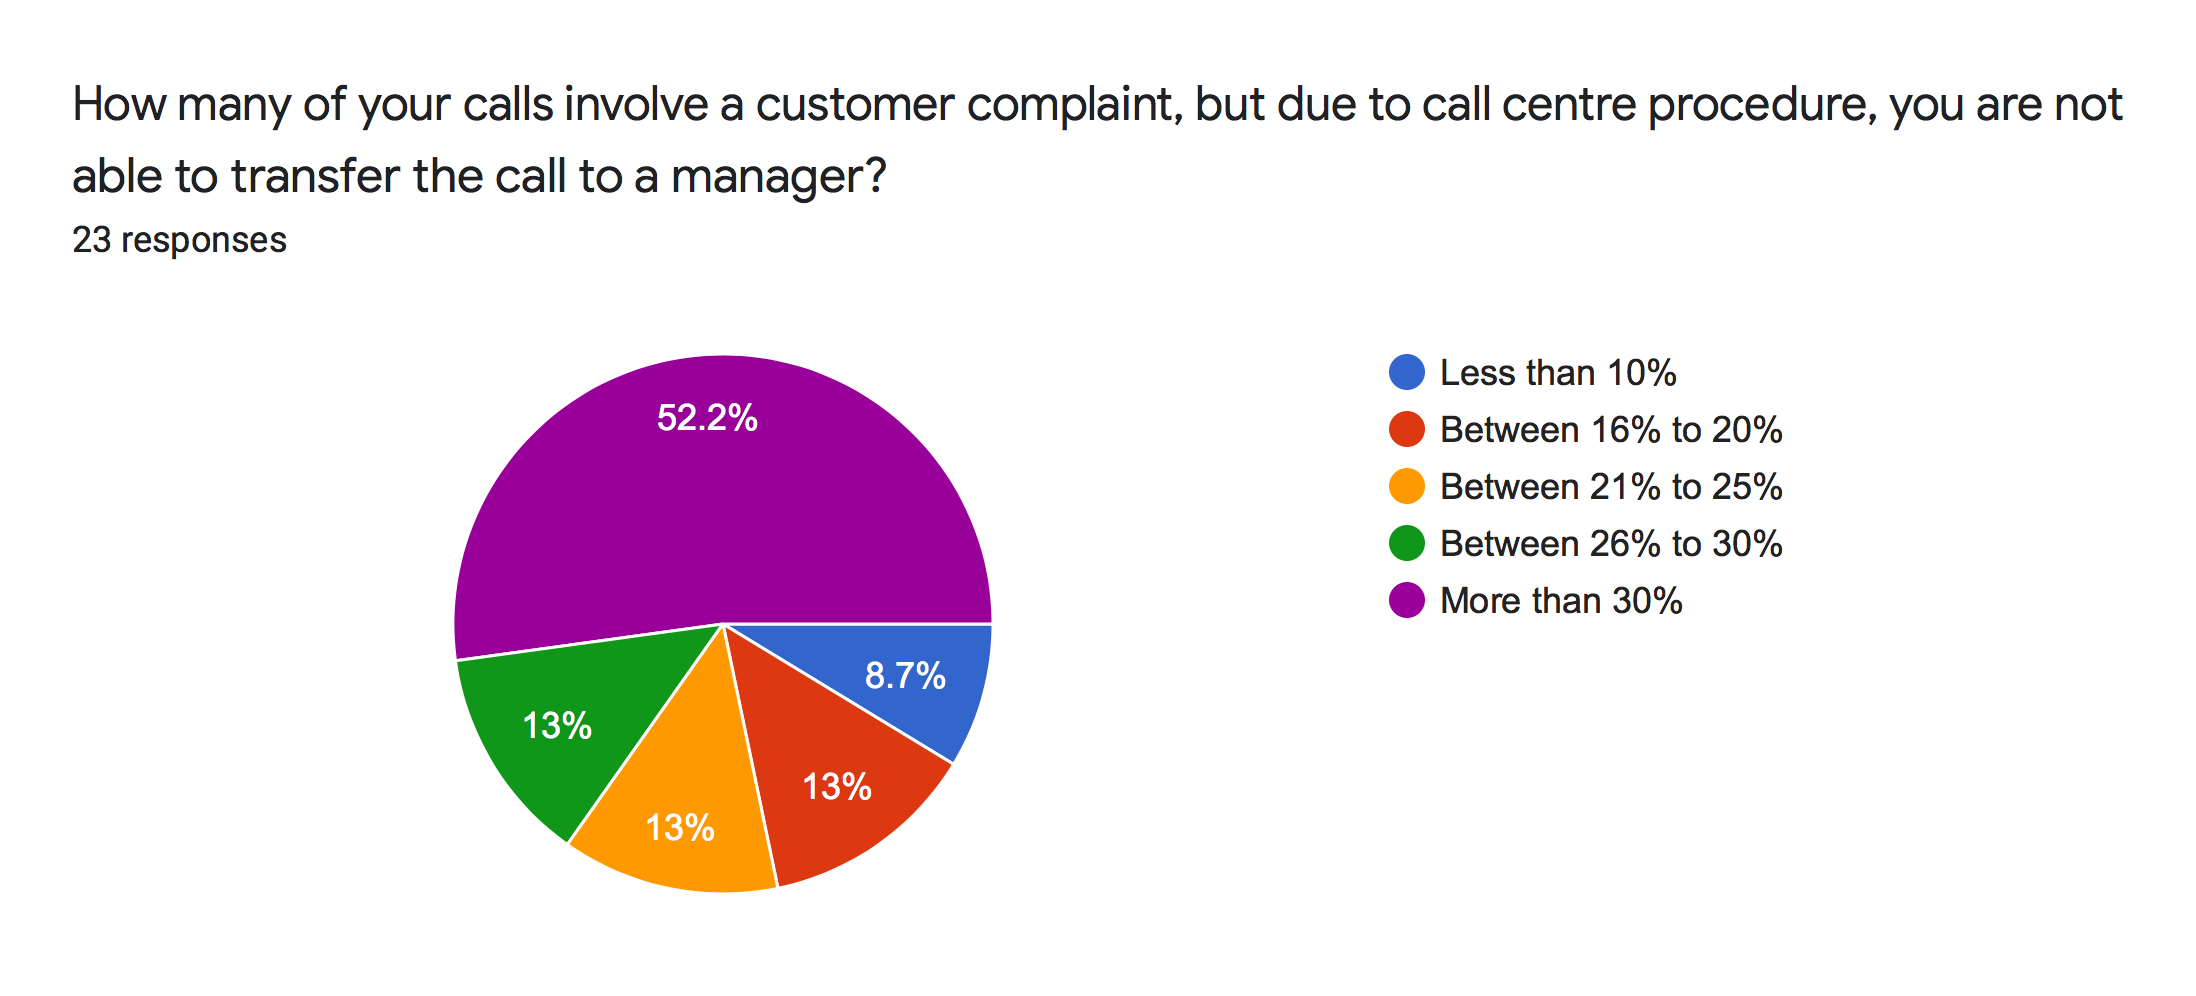 How many of your calls involve a customer complaint, but due to call centre procedure, you are not
able to transfer the call to a manager?
23 responses
52.2%
8.7%
13%
13%
13%
Less than 10%
Between 16% to 20%
Between 21% to 25%
Between 26% to 30%
More than 30%